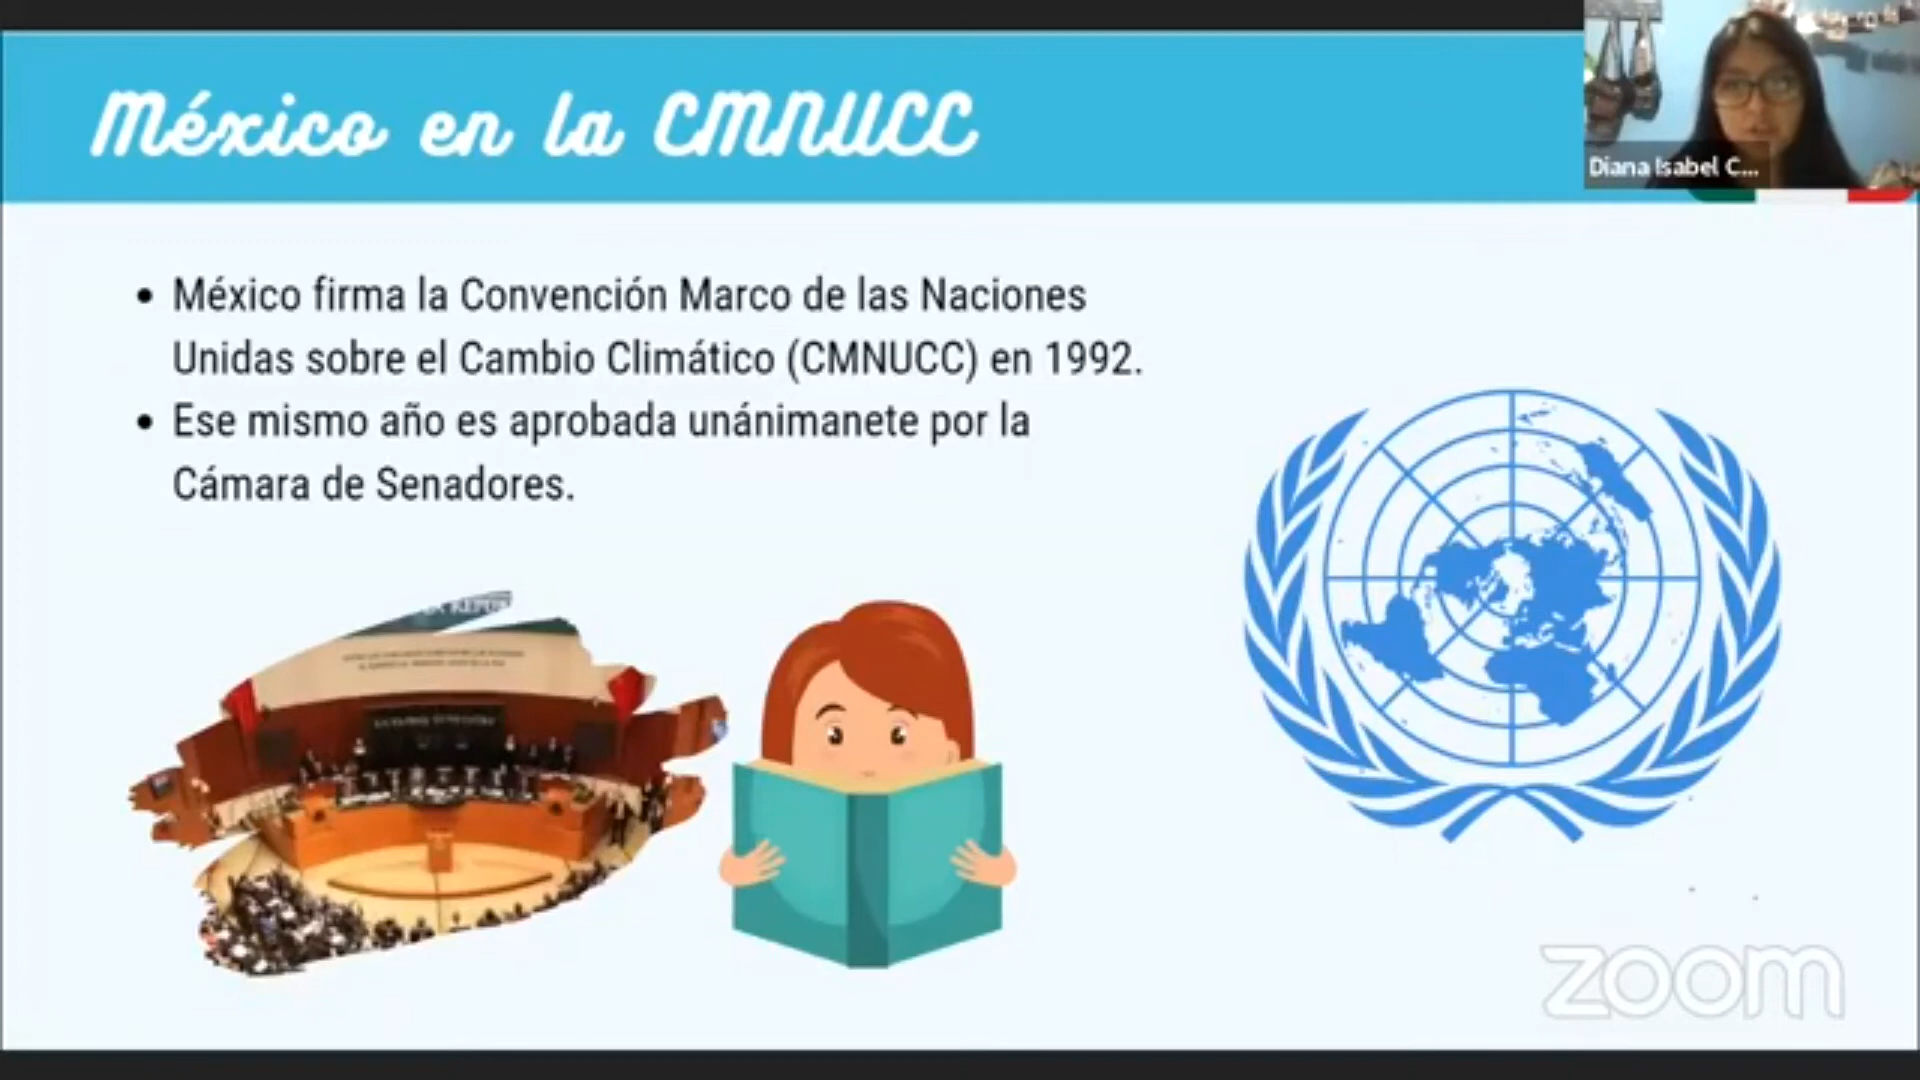 México en la CMNUCC
Diana Isabel C...
México firma la Convención Marco de las Naciones
Unidas sobre el Cambio Climático (CMNUCC) en 1992.
Ese mismo año es aprobada unánimanete por la
Cámara de Senadores.
zoom